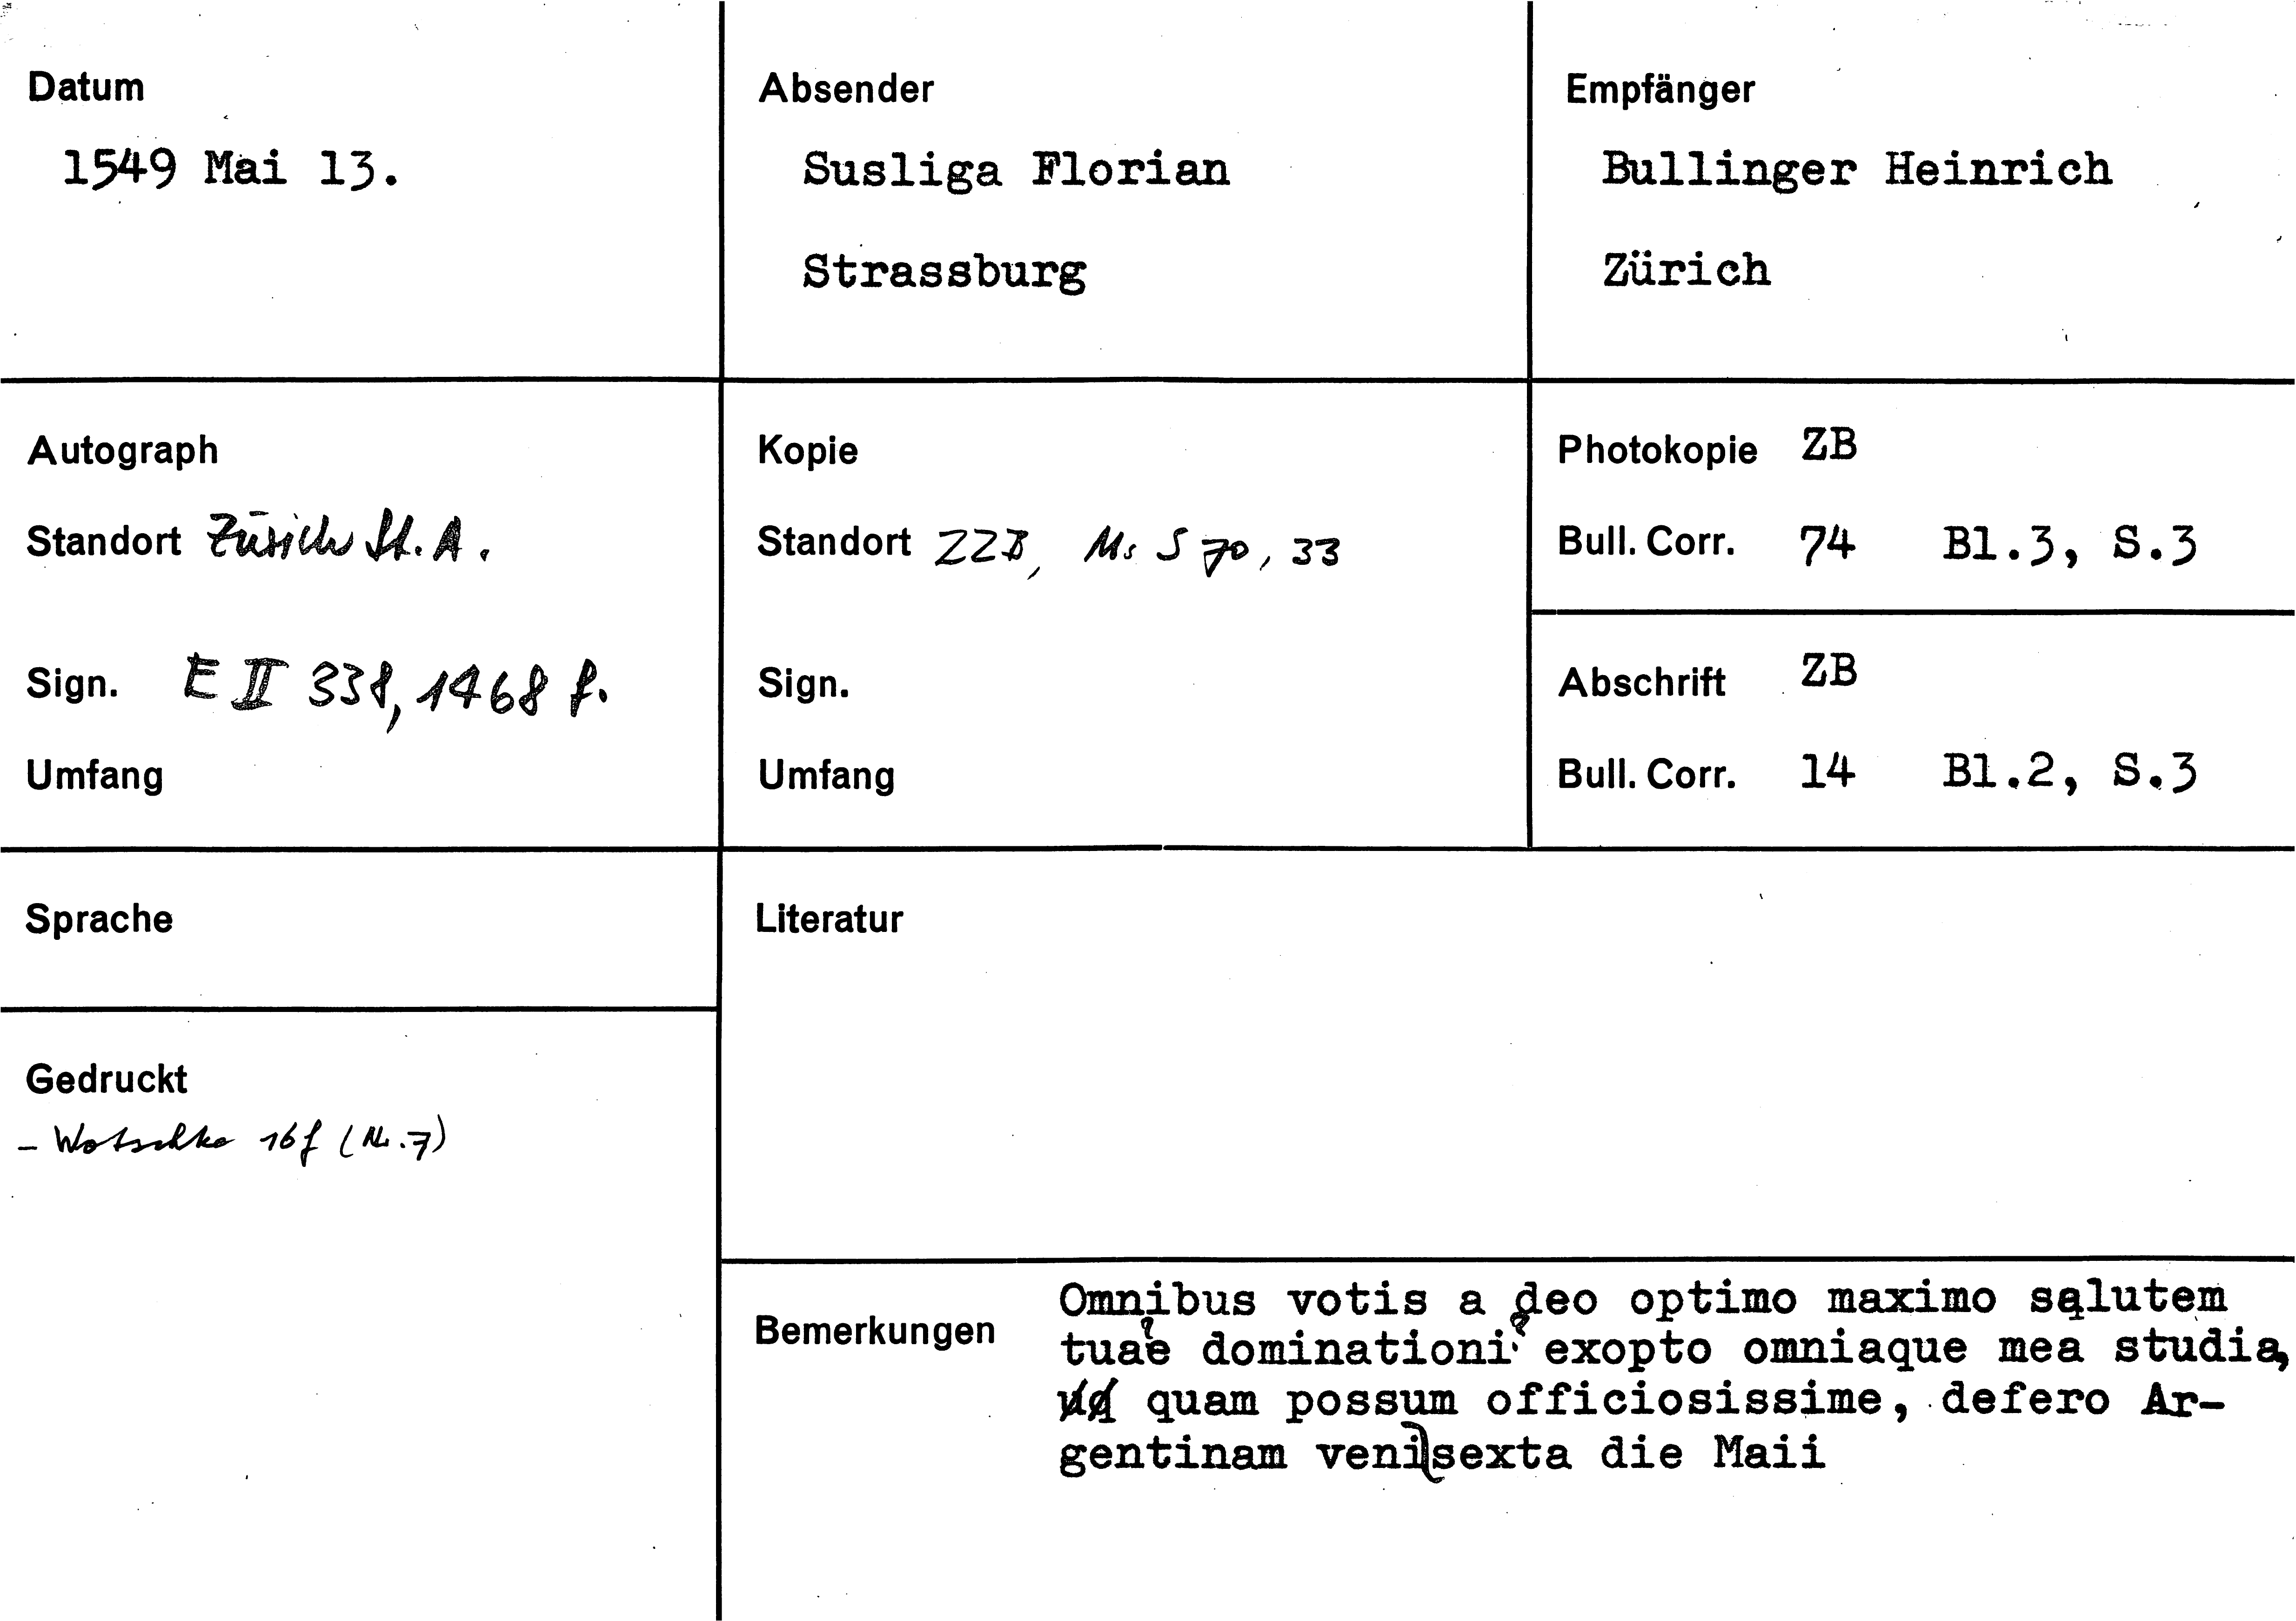 Datum
1549 Mai 13.
Absender
Susliga Florian
Strassburg
Empfänger
Bullinger Heinrich
Zürich
Autograph
Standort Zürich St. A.
Sign. E II 338, 1468 f.
Umfang
Kopie
Standort ZZB, Ms S 70, 33
Sign.
Umfang
Photokopie ZB
Bull. Corr. 74 Bl.3, S.3
Abschrift ZB
Bull. Corr. 14 Bl.2, S.3
Sprache
Gedruckt
- Wotschke 16f (Nr. 7)
Literatur
Bemerkungen
Omnibus votis a deo optimo maximo salutem
tuae dominationi exopto omniaque mea studia,
quam possum officiosissime, defero Ar-
gentinam veni sexta die Maii